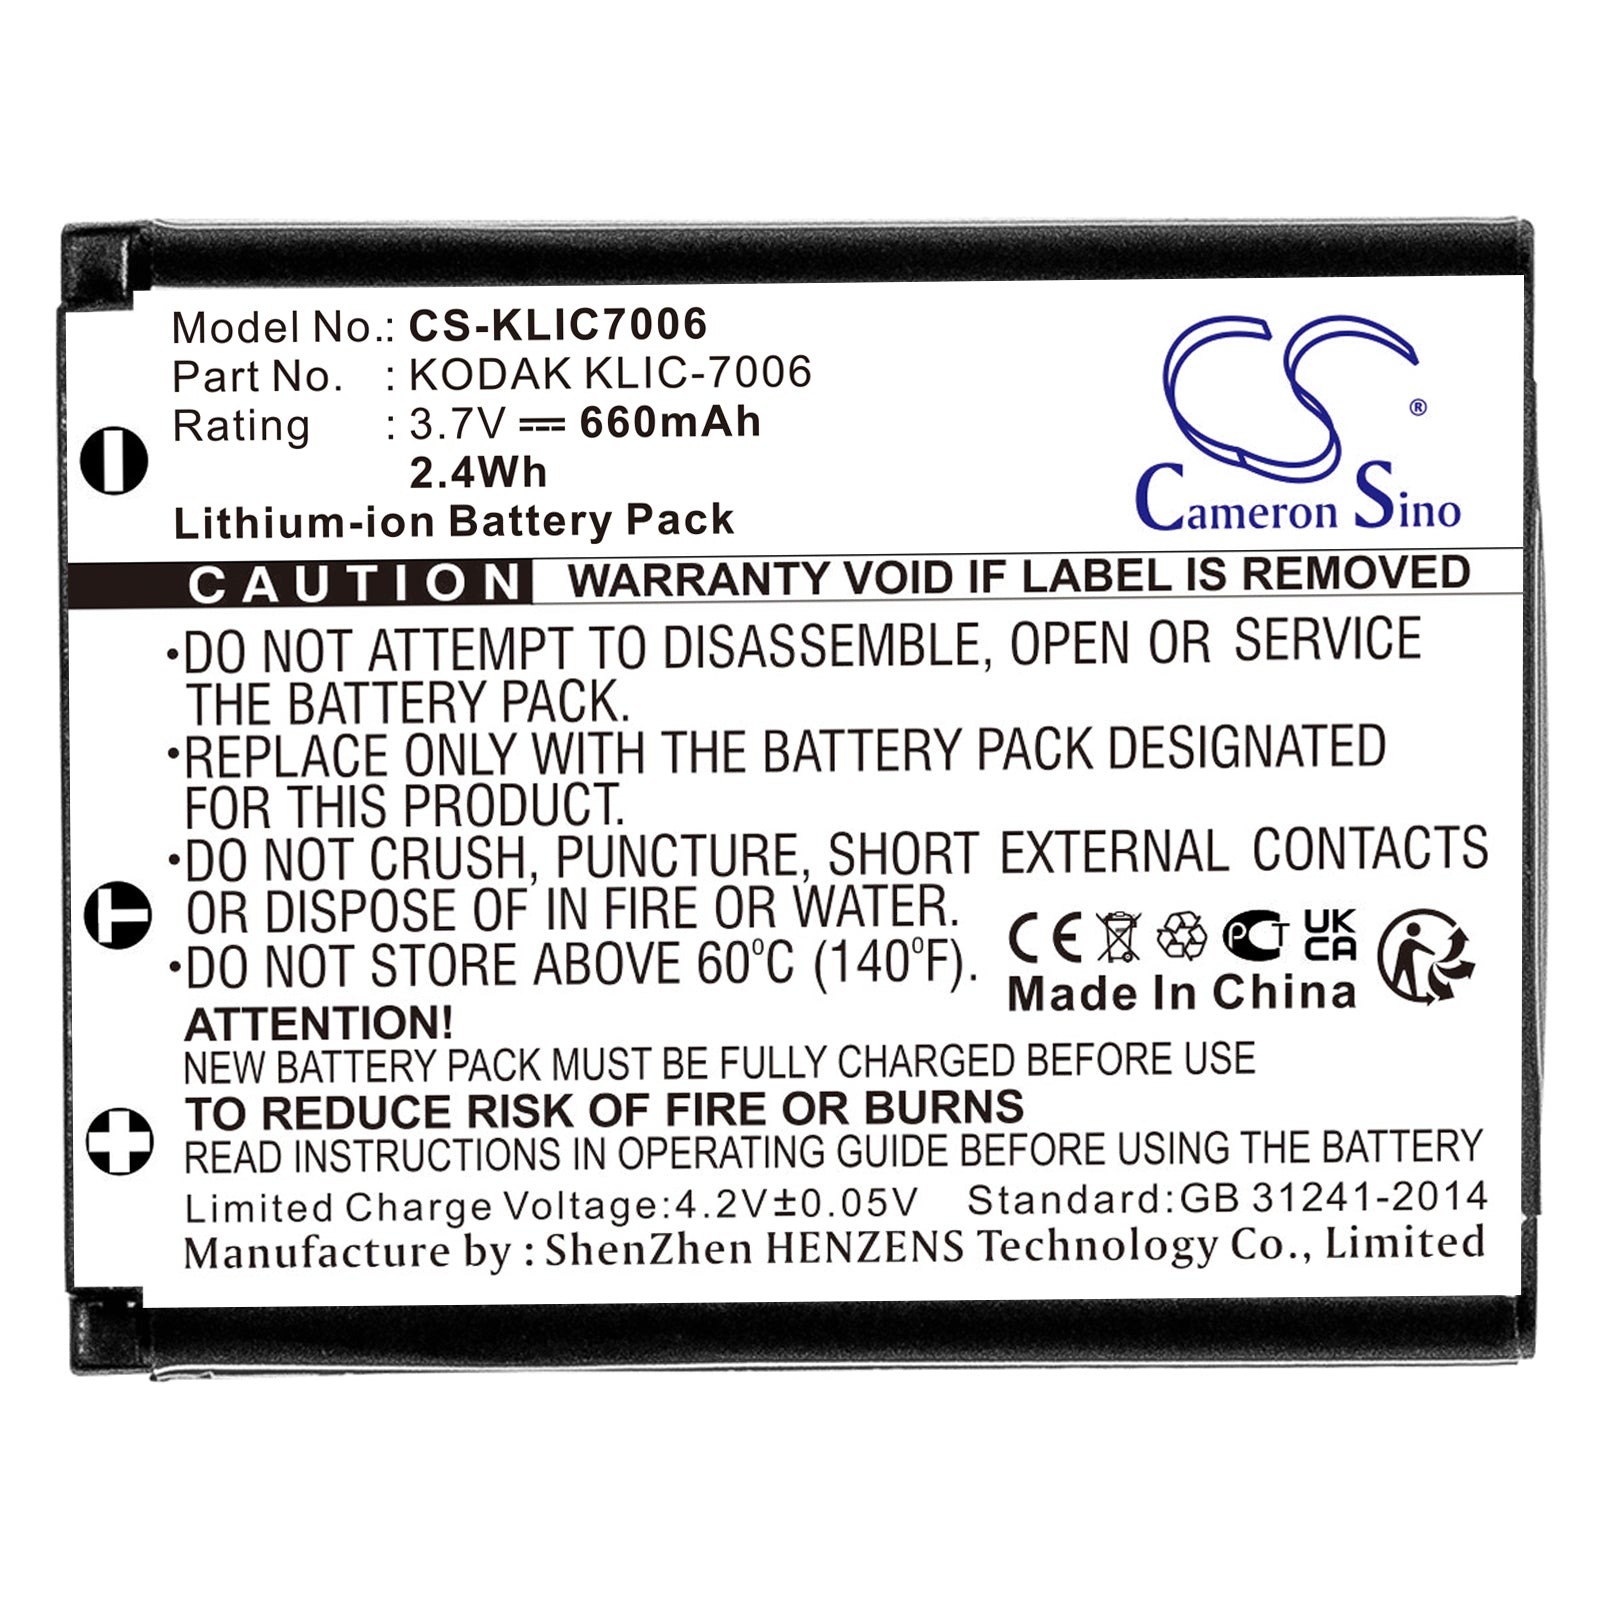 Model No.: CS-KLIC7006
Part No. : KODAK KLIC-7006
Rating : 3.7V ⎓ 660mAh
2.4Wh
Lithium-ion Battery Pack
CS®
Cameron Sino
CAUTION WARRANTY VOID IF LABEL IS REMOVED
•DO NOT ATTEMPT TO DISASSEMBLE, OPEN OR SERVICE
THE BATTERY PACK.
•REPLACE ONLY WITH THE BATTERY PACK DESIGNATED
FOR THIS PRODUCT.
•DO NOT CRUSH, PUNCTURE, SHORT EXTERNAL CONTACTS
OR DISPOSE OF IN FIRE OR WATER.
•DO NOT STORE ABOVE 60°C (140°F).
CE PCT UK
CA
Made In China
T
ATTENTION!
NEW BATTERY PACK MUST BE FULLY CHARGED BEFORE USE
TO REDUCE RISK OF FIRE OR BURNS
READ INSTRUCTIONS IN OPERATING GUIDE BEFORE USING THE BATTERY
Limited Charge Voltage:4.2V±0.05V Standard:GB 31241-2014
Manufacture by : ShenZhen HENZENS Technology Co., Limited